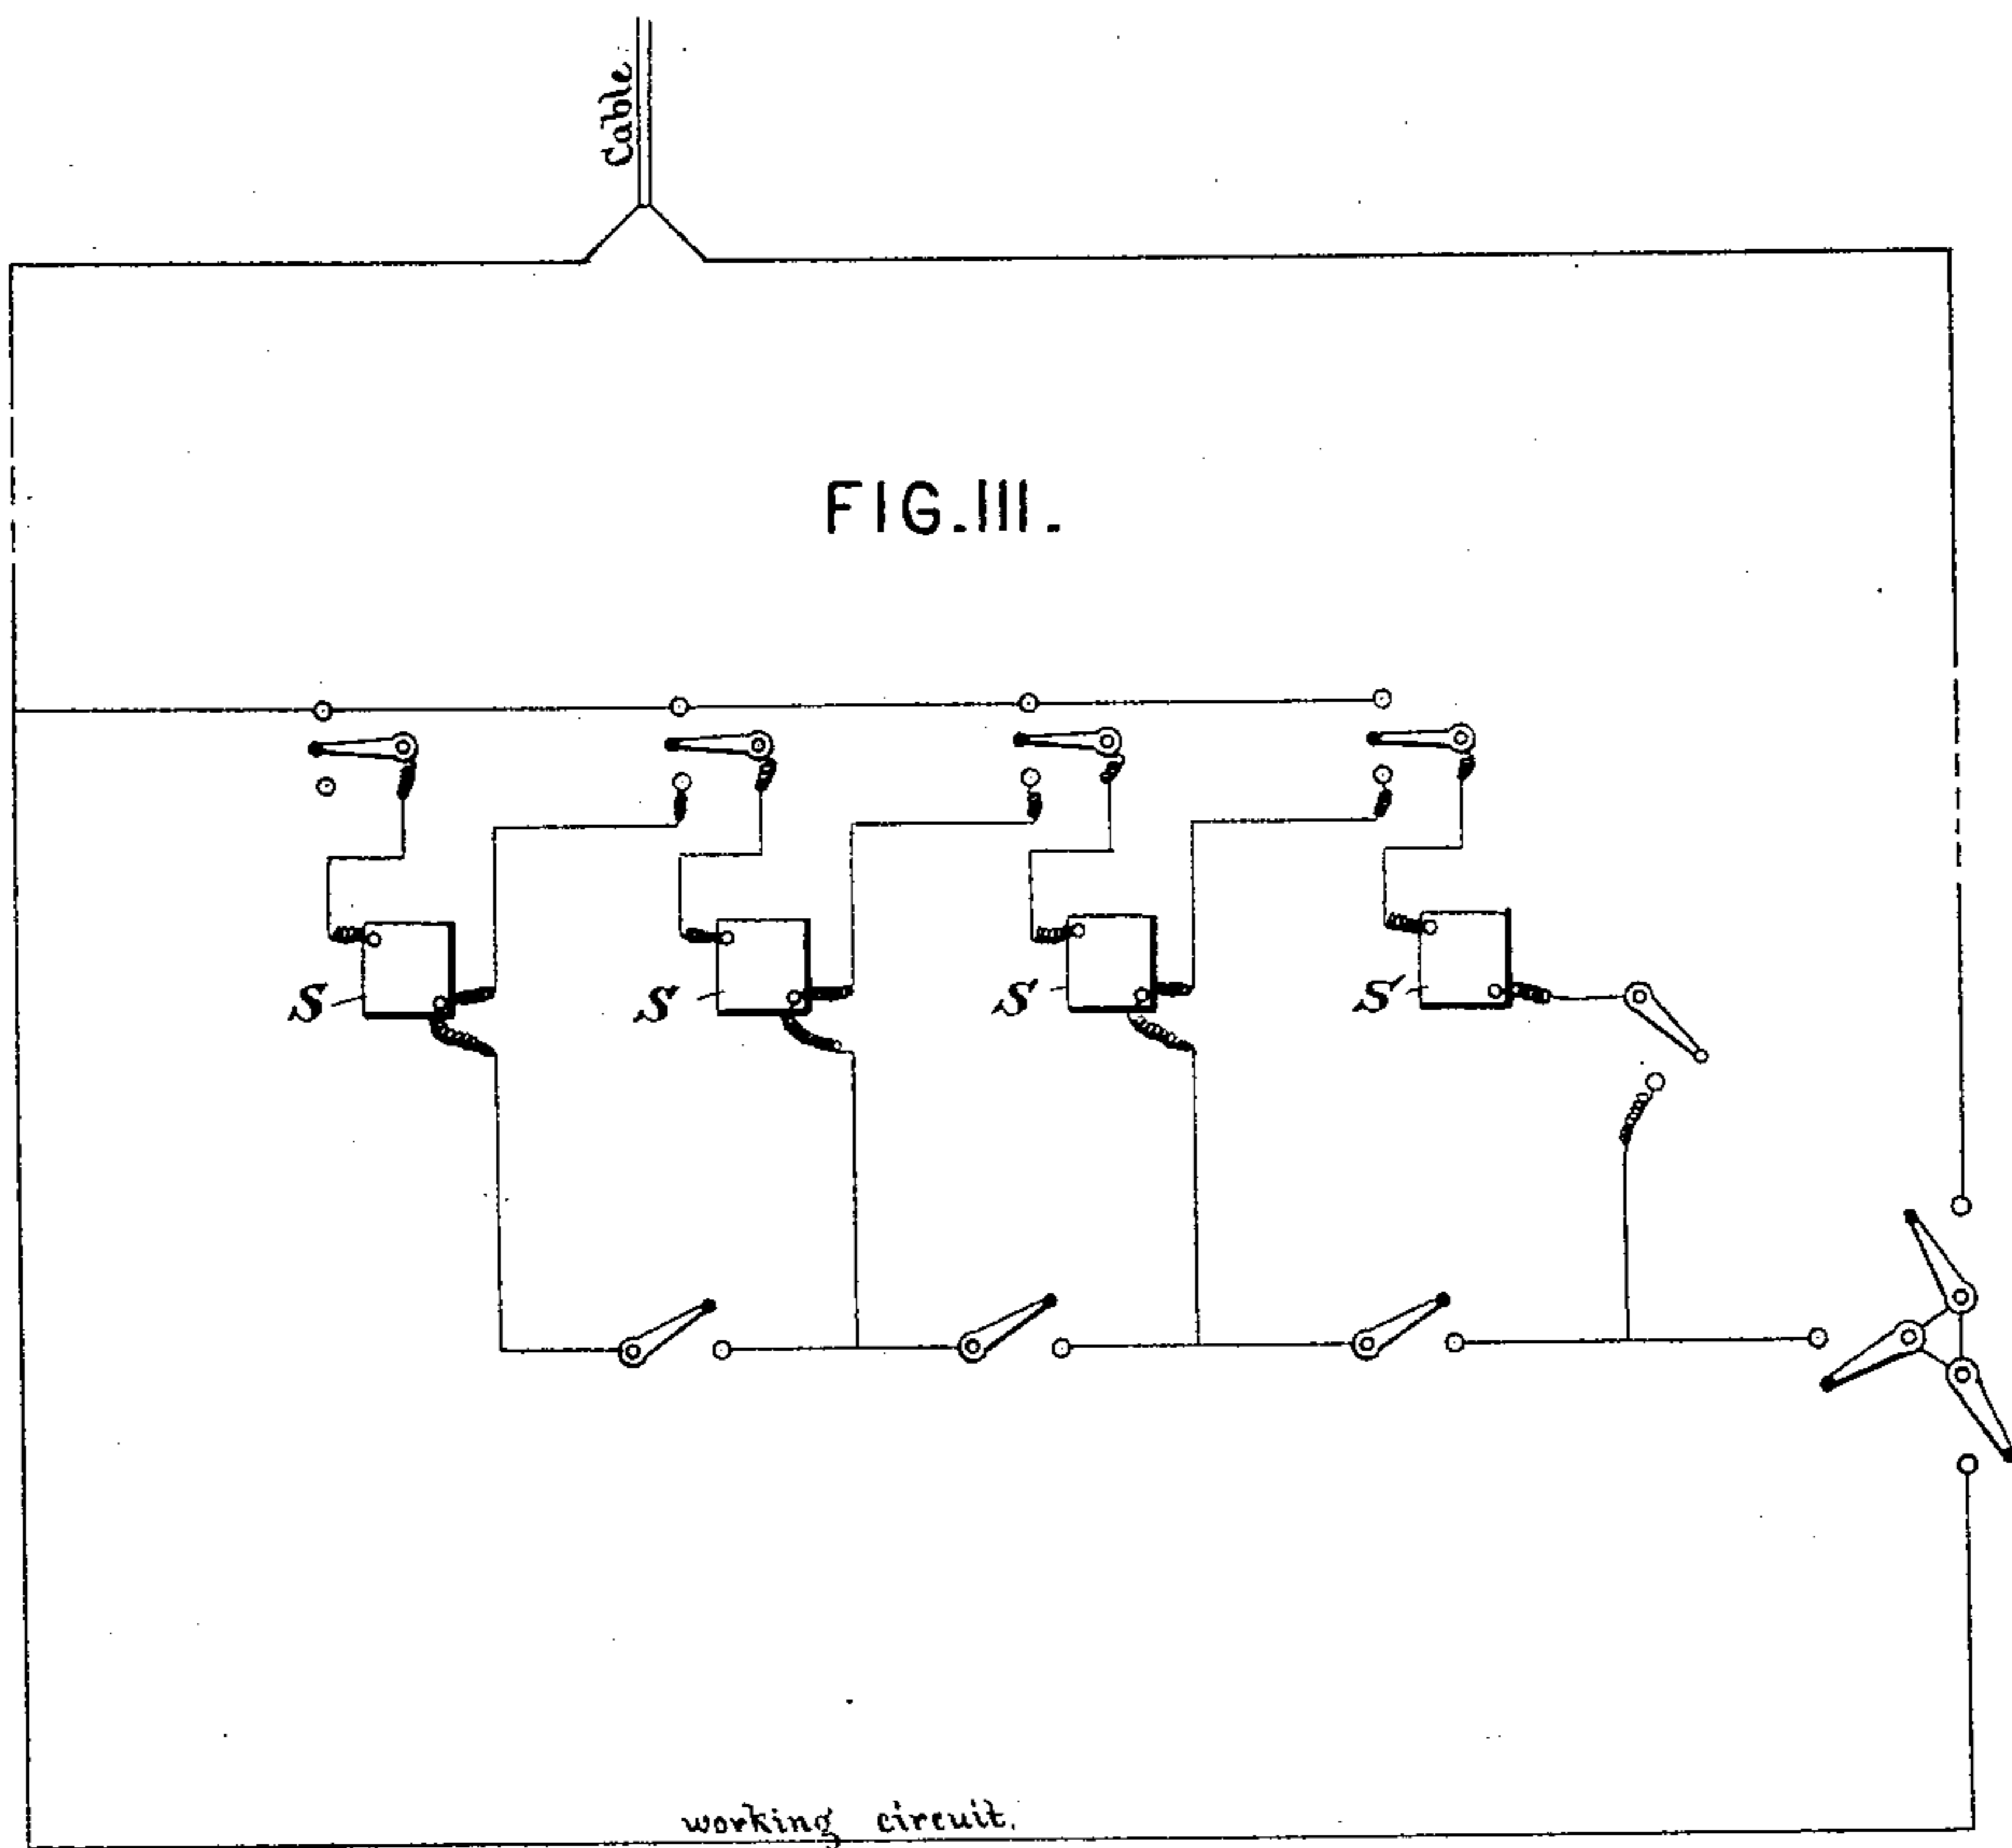 Cable
FIG. III.
S
S
S
S'
working circuit.